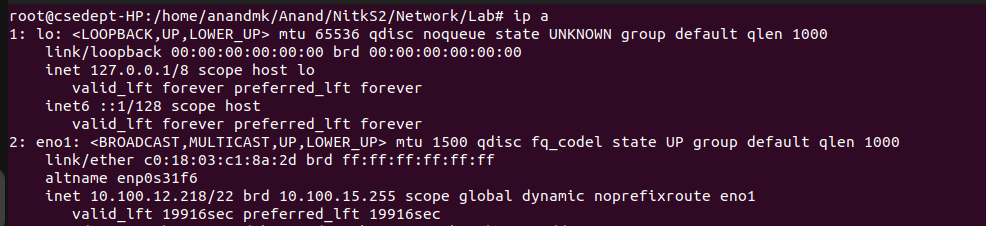 root@csedept-HP:/home/anandmk/Anand/NitkS2/Network/Lab# ip a
1: lo: <LOOPBACK,UP,LOWER_UP> mtu 65536 qdisc noqueue state UNKNOWN group default qlen 1000
    link/loopback 00:00:00:00:00:00 brd 00:00:00:00:00:00
    inet 127.0.0.1/8 scope host lo
       valid_lft forever preferred_lft forever
    inet6 ::1/128 scope host
       valid_lft forever preferred_lft forever
2: eno1: <BROADCAST,MULTICAST,UP,LOWER_UP> mtu 1500 qdisc fq_codel state UP group default qlen 1000
    link/ether c0:18:03:c1:8a:2d brd ff:ff:ff:ff:ff:ff
    altname enp0s31f6
    inet 10.100.12.218/22 brd 10.100.15.255 scope global dynamic noprefixroute eno1
       valid_lft 19916sec preferred_lft 19916sec